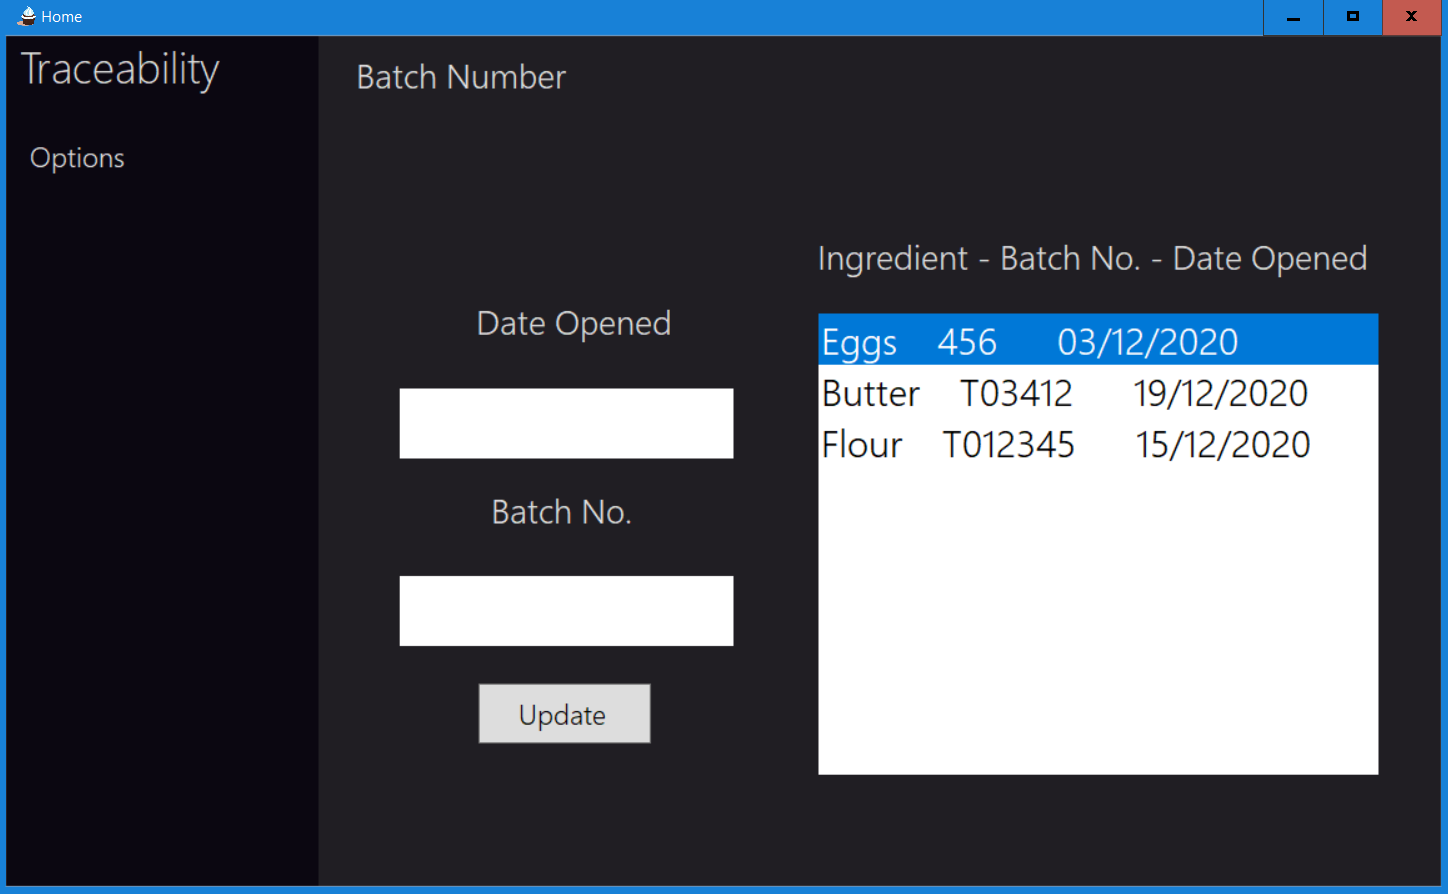 Home
Traceability
Options
Batch Number
Date Opened
Batch No.
Update
Ingredient - Batch No. - Date Opened
Eggs 456 03/12/2020
Butter T03412 19/12/2020
Flour T012345 15/12/2020